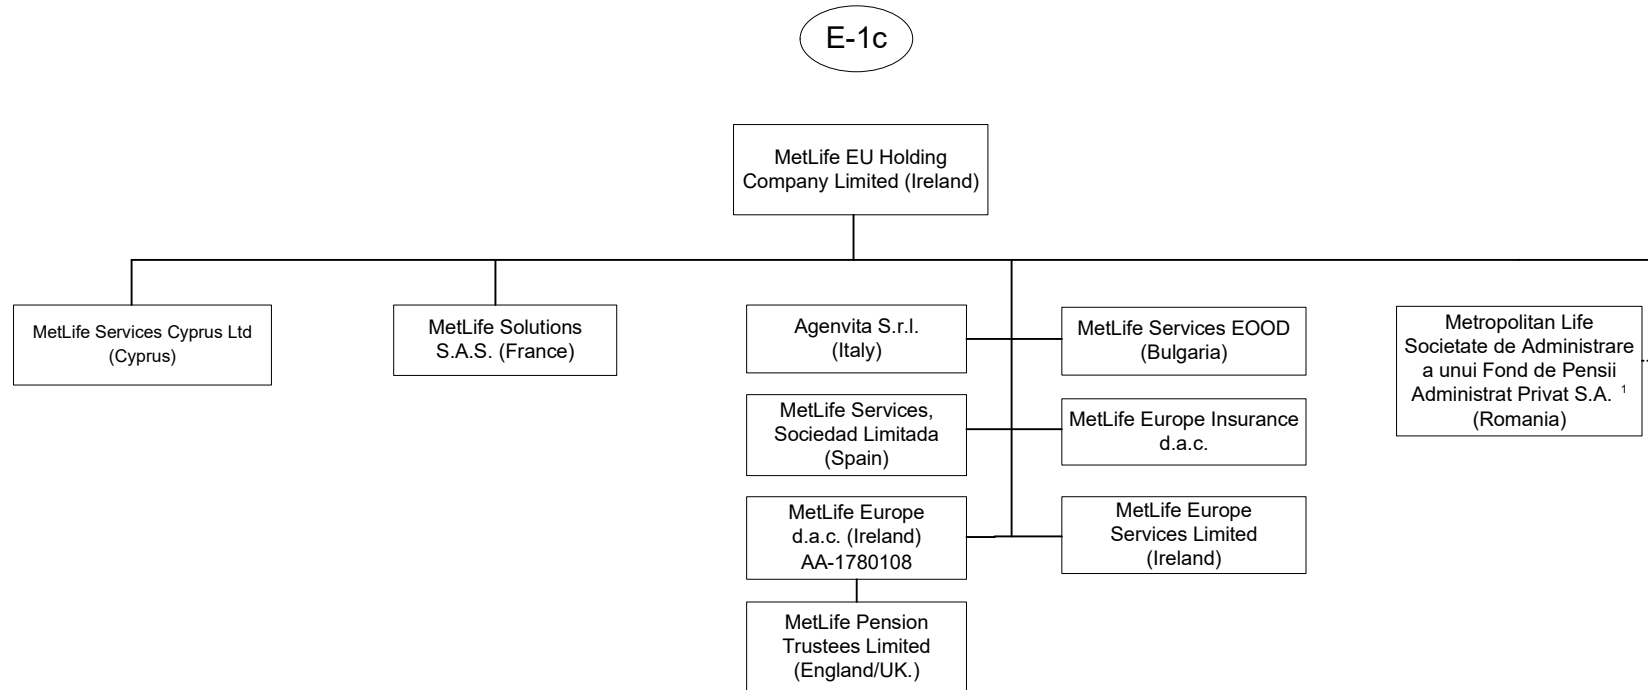 E-1c
MetLife EU Holding
Company Limited (Ireland)
MetLife Services Cyprus Ltd
(Cyprus)
MetLife Solutions
S.A.S. (France)
Agenvita S.r.l.
(Italy)
MetLife Services EOOD
(Bulgaria)
Metropolitan Life
Societate de Administrare
a unui Fond de Pensii
Administrat Privat S.A. 1
(Romania)
MetLife Services,
Sociedad Limitada
(Spain)
MetLife Europe Insurance
d.a.c.
MetLife Europe
d.a.c. (Ireland)
AA-1780108
MetLife Europe
Services Limited
(Ireland)
MetLife Pension
Trustees Limited
(England/UK.)